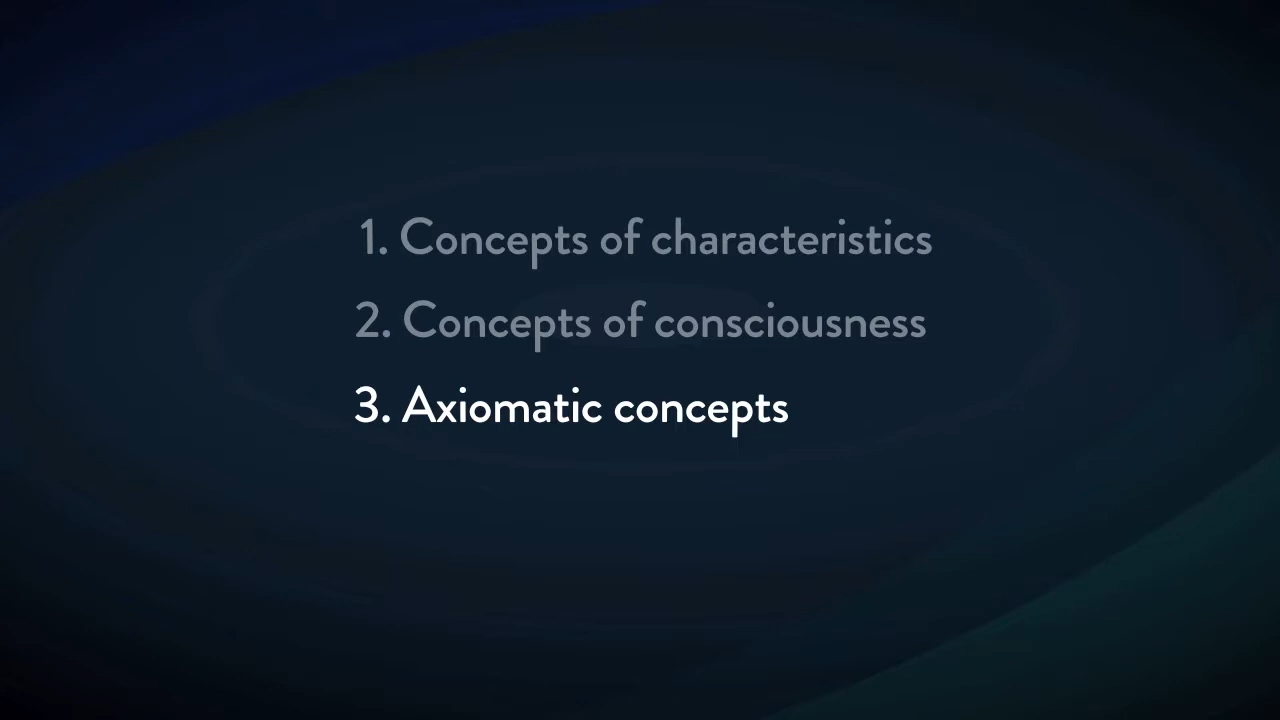 1. Concepts of characteristics
2. Concepts of consciousness
3. Axiomatic concepts